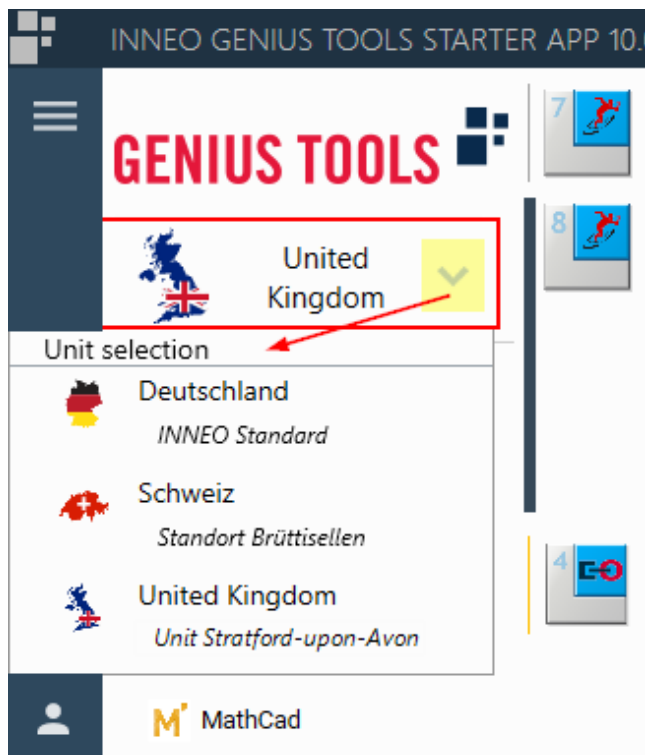 INNEO GENIUS TOOLS STARTER APP 10.
GENIUS TOOLS
7
8
United
Kingdom
Unit selection
Deutschland
INNEO Standard
Schweiz
Standort Brüttisellen
4
United Kingdom
Unit Stratford-upon-Avon
MathCad